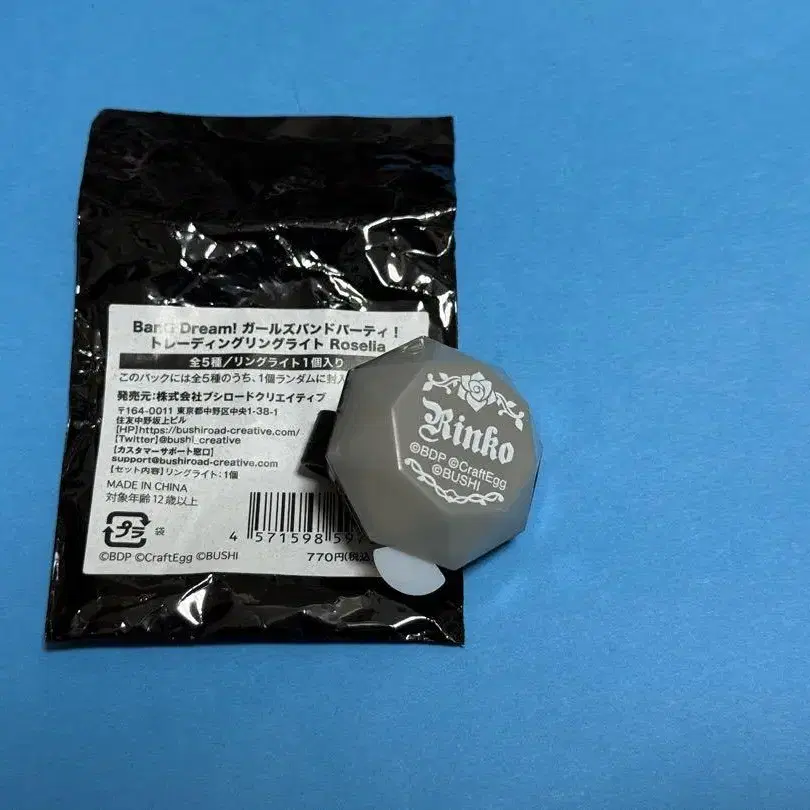 BanG Dream! ガールズバンドパーティ!
トレーディングリングライト Roselia
全5種/リングライト1個入り
このパックには全5種のうち、1個ランダムに封入
発売元:株式会社ブシロードクリエイティブ
〒164-0011 東京都中野区中央1-38-1
住友中野坂上ビル
[HP]https://bushiroad-creative.com/
[Twitter]@bushi_creative
【カスタマーサポート窓口】
support@bushiroad-creative.com
【セット内容】リングライト:1個
MADE IN CHINA
対象年齢12歳以上
プラ 袋
4 571598 59
770円(税込
©BDP ©CraftEgg ©BUSHI
Rinko
©BDP ©CraftEgg
©BUSHI